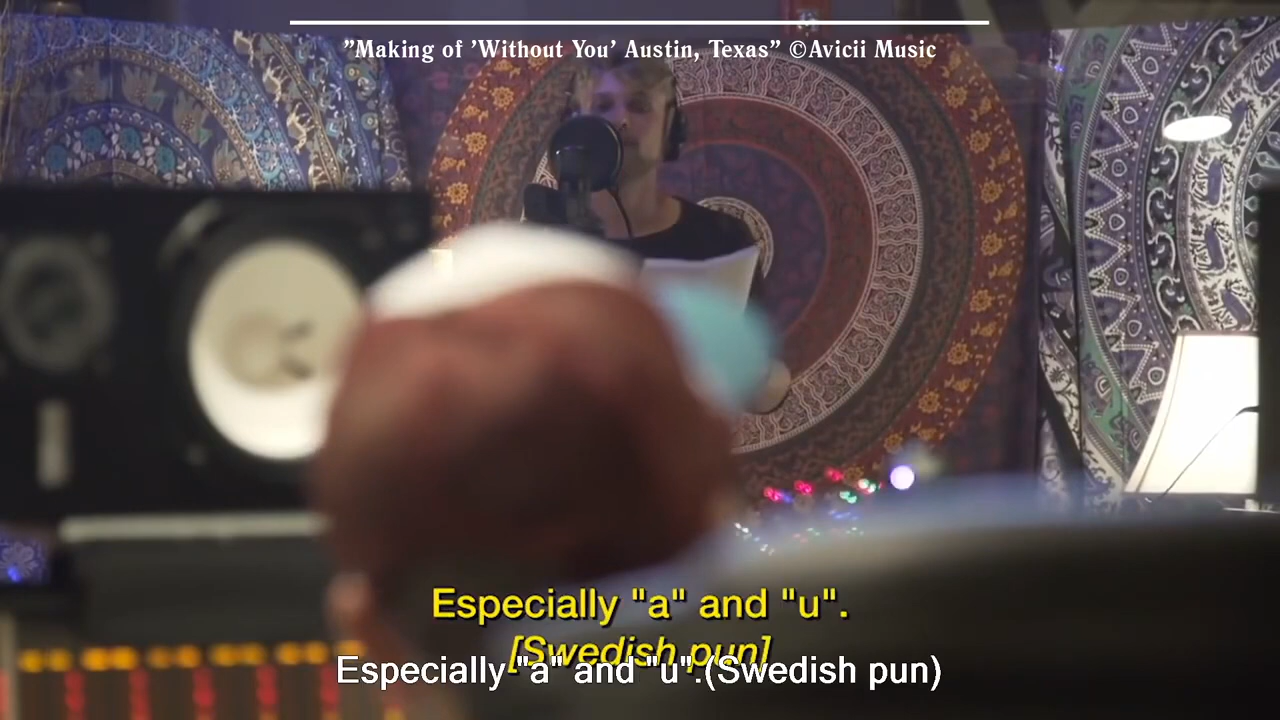 "Making of 'Without You' Austin, Texas" ©Avicii Music
Especially "a" and "u".
[Swedish pun]
Especially "a" and "u".(Swedish pun)